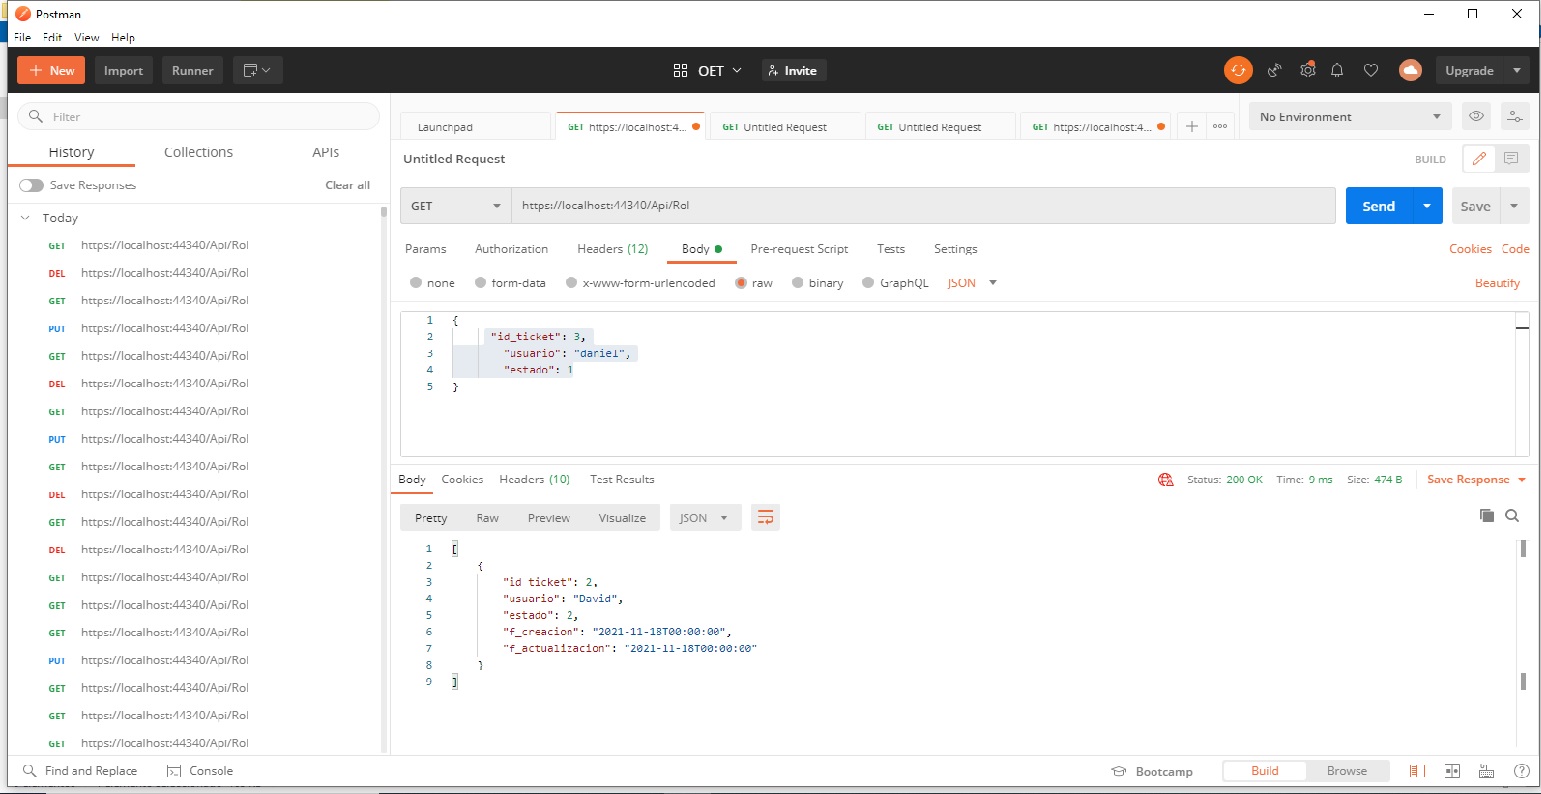 Postman
File Edit View Help
+ New Import Runner OET Invite Upgrade
Filter
History Collections APIs
Save Responses Clear all
Today
GET https://localhost:44340/Api/Rol
DEL https://localhost:44340/Api/Rol
GET https://localhost:44340/Api/Rol
PUT https://localhost:44340/Api/Rol
GET https://localhost:44340/Api/Rol
DEL https://localhost:44340/Api/Rol
GET https://localhost:44340/Api/Rol
PUT https://localhost:44340/Api/Rol
GET https://localhost:44340/Api/Rol
DEL https://localhost:44340/Api/Rol
GET https://localhost:44340/Api/Rol
DEL https://localhost:44340/Api/Rol
GET https://localhost:44340/Api/Rol
GET https://localhost:44340/Api/Rol
GET https://localhost:44340/Api/Rol
PUT https://localhost:44340/Api/Rol
GET https://localhost:44340/Api/Rol
GET https://localhost:44340/Api/Rol
GET https://localhost:44340/Api/Rol
Launchpad GET https://localhost:4... GET Untitled Request GET Untitled Request GET https://localhost:4... + ooo No Environment
Untitled Request BUILD
GET https://localhost:44340/Api/Rol Send Save
Params Authorization Headers (12) Body Pre-request Script Tests Settings Cookies Code
none form-data x-www-form-urlencoded raw binary GraphQL JSON Beautify
1 {
2 "id_ticket": 3,
3 "usuario": "daniel",
4 "estado": 1
5 }
Body Cookies Headers (10) Test Results Status: 200 OK Time: 9 ms Size: 474 B Save Response
Pretty Raw Preview Visualize JSON
1 [
2 {
3 "id_ticket": 2,
4 "usuario": "David",
5 "estado": 2,
6 "f_creacion": "2021-11-18T00:00:00",
7 "f_actualizacion": "2021-11-18T00:00:00"
8 }
9 ]
Find and Replace Console Bootcamp Build Browse